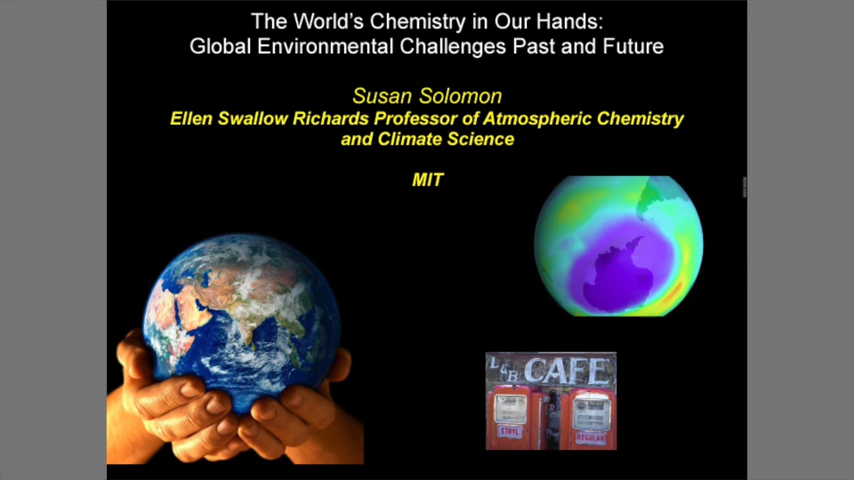 The World's Chemistry in Our Hands:
Global Environmental Challenges Past and Future
Susan Solomon
Ellen Swallow Richards Professor of Atmospheric Chemistry
and Climate Science
MIT
L & B CAFE
ETHYL
REGULAR